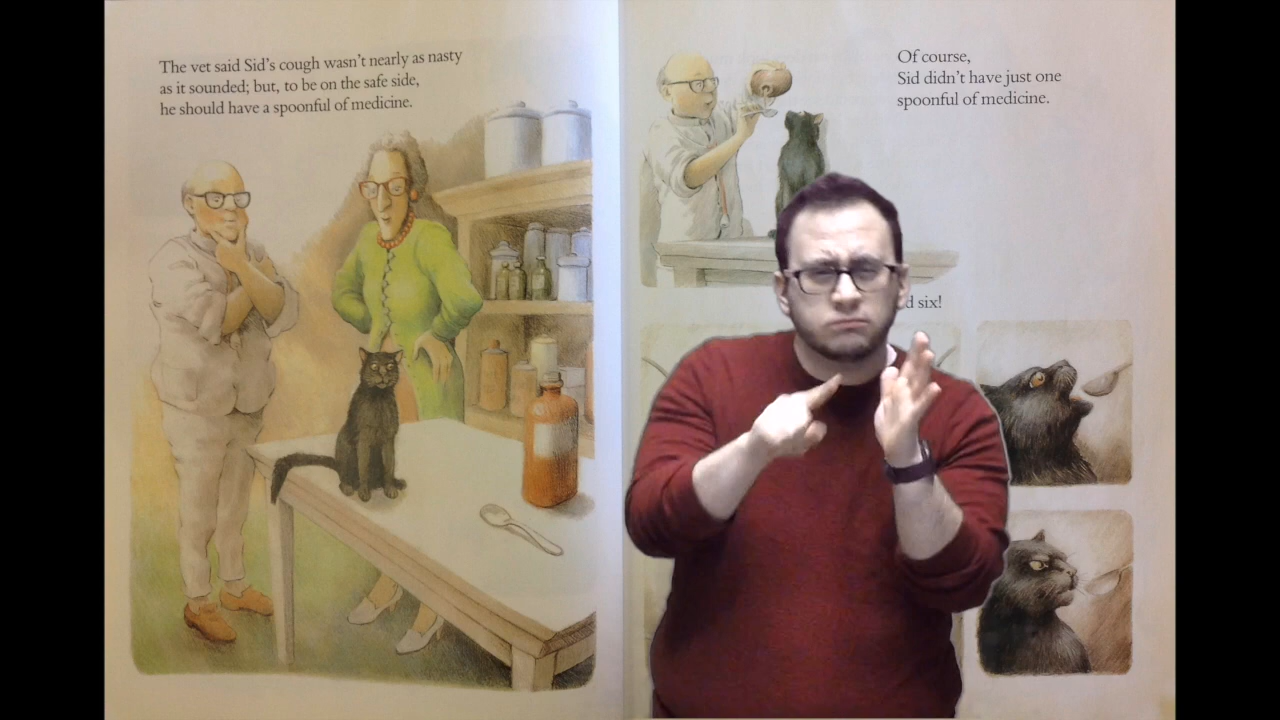 The vet said Sid's cough wasn't nearly as nasty
as it sounded; but, to be on the safe side,
he should have a spoonful of medicine.
Of course,
Sid didn't have just one
spoonful of medicine.
six!